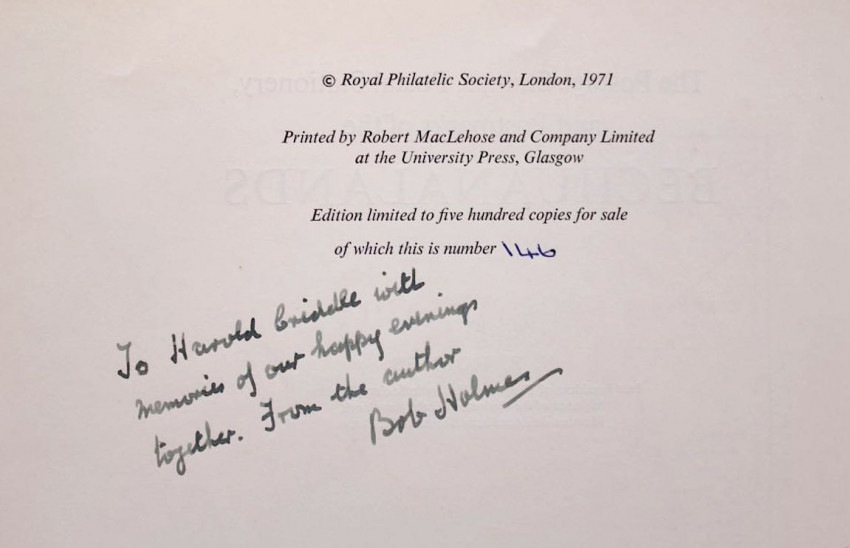 © Royal Philatelic Society, London, 1971
Printed by Robert MacLehose and Company Limited
at the University Press, Glasgow
Edition limited to five hundred copies for sale
of which this is number 146
To Harold Criddle with
memories of our happy evenings
together. From the author
Bob Holmes
BECHUANALANDS